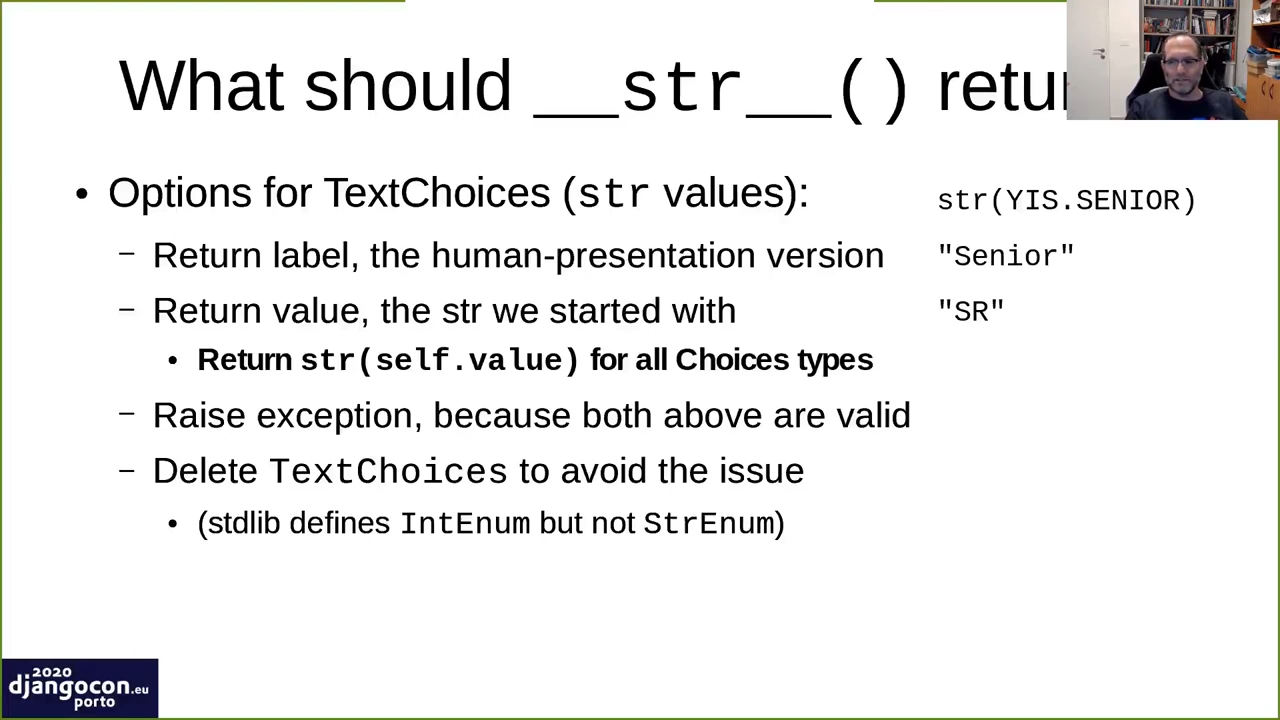 What should __str__() retur
• Options for TextChoices (str values):
str(YIS.SENIOR)
– Return label, the human-presentation version
"Senior"
– Return value, the str we started with
"SR"
• Return str(self.value) for all Choices types
– Raise exception, because both above are valid
– Delete TextChoices to avoid the issue
• (stdlib defines IntEnum but not StrEnum)
2020
djangocon.eu
porto